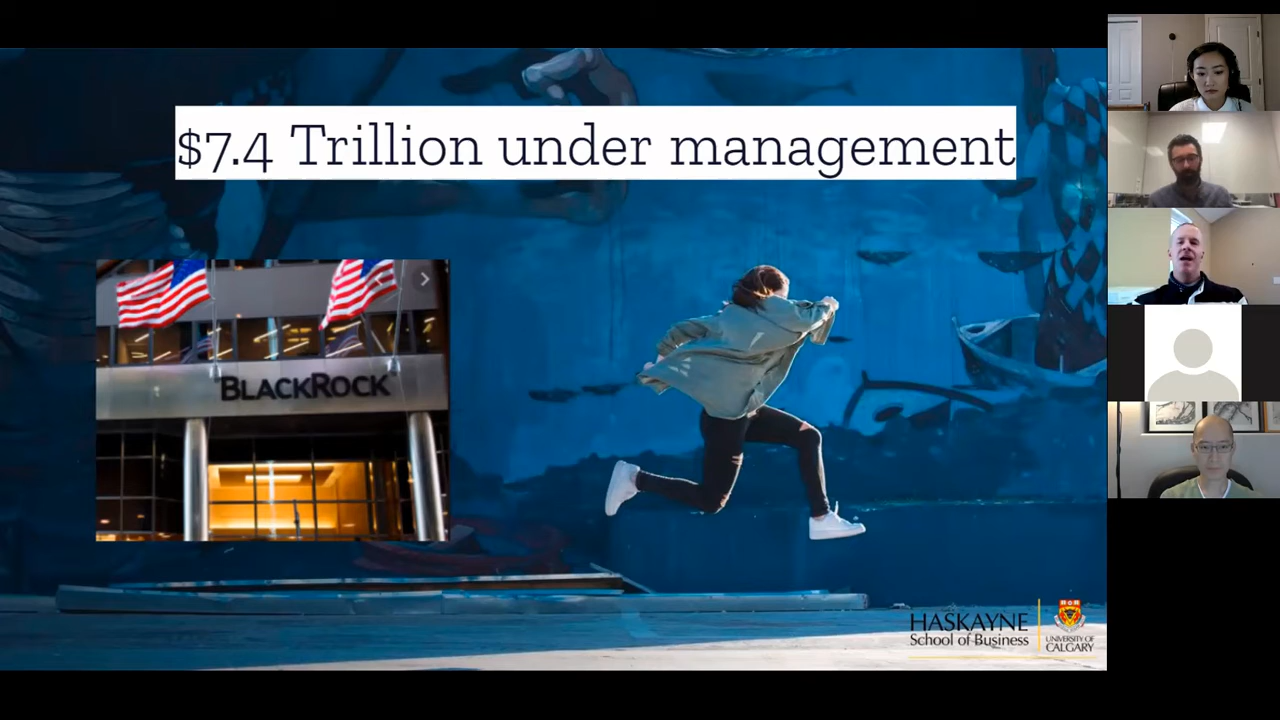 $7.4 Trillion under management
BLACKROCK
HASKAYNE
School of Business
UNIVERSITY OF
CALGARY